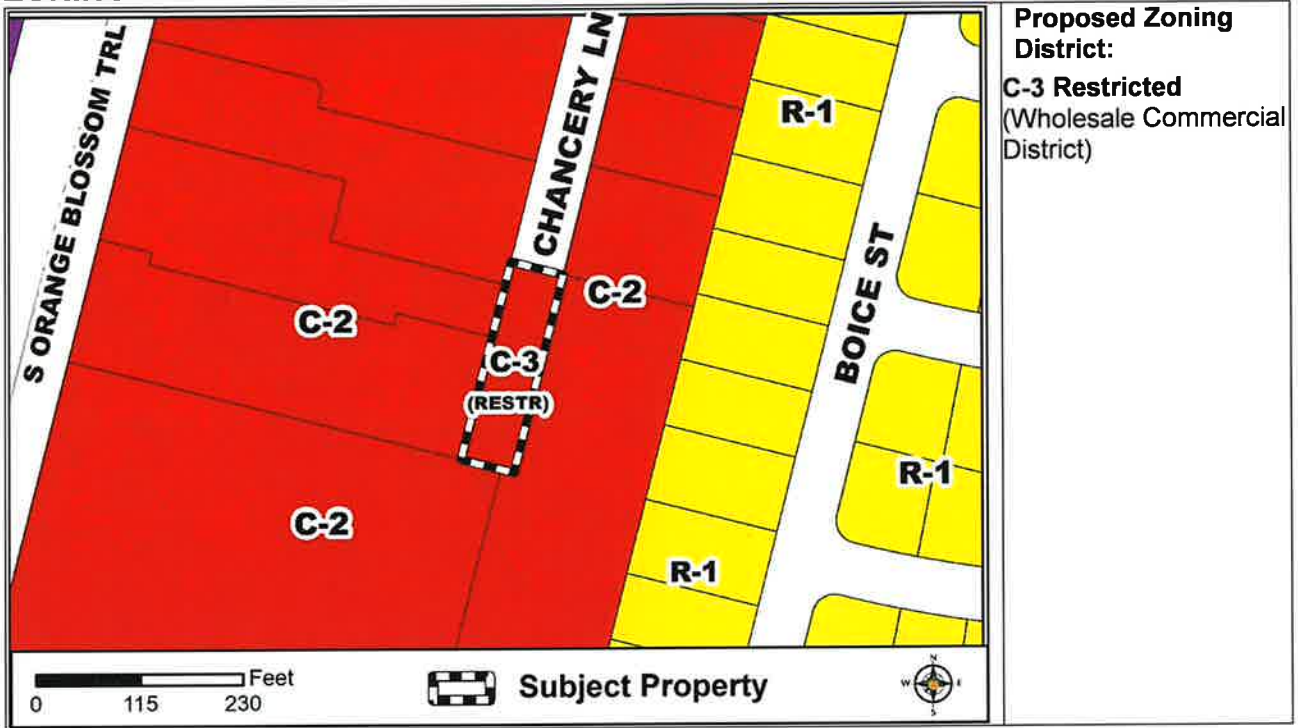 Proposed Zoning
District:
C-3 Restricted
(Wholesale Commercial
District)
S ORANGE BLOSSOM TRL
CHANCERY LN
BOICE ST
R-1
C-2
C-2
C-3
(RESTR)
R-1
C-2
R-1
Feet
0 115 230
Subject Property
N
W E
S